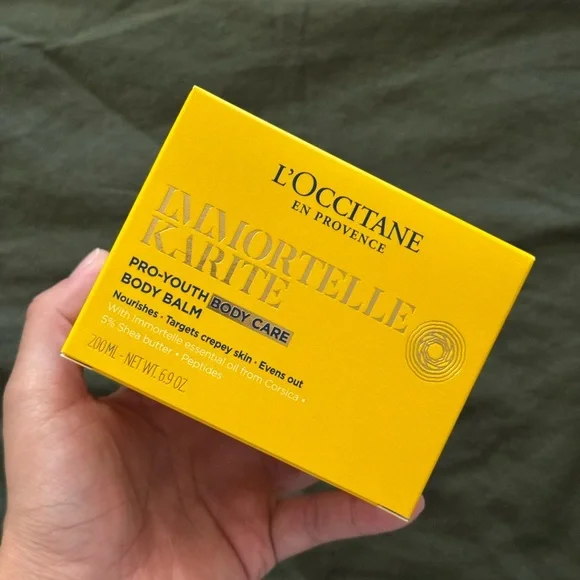 L'OCCITANE
EN PROVENCE
IMMORTELLE
KARITÉ
PRO-YOUTH BODY CARE
BODY BALM
Nourishes • Targets crepey skin • Evens out
With Immortelle essential oil from Corsica •
5% Shea butter • Peptides
200 ML - NET WT. 6.9 OZ.